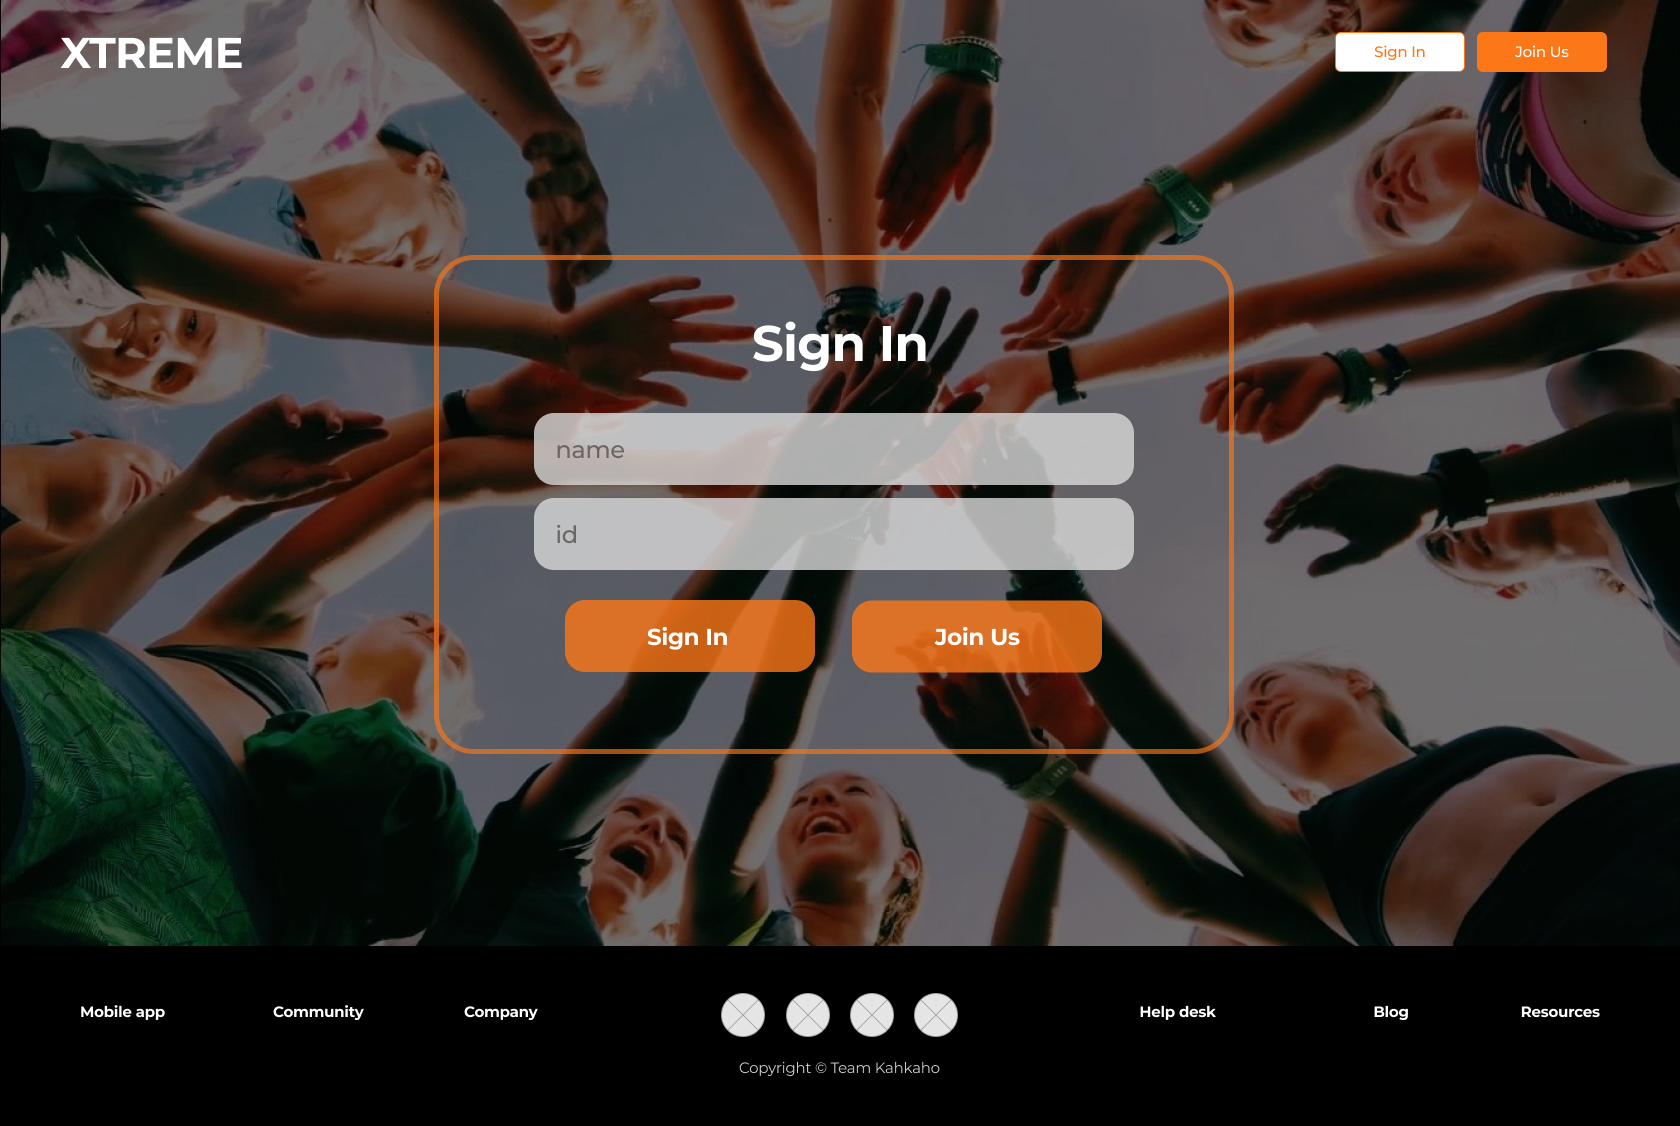 XTREME
Sign In
Join Us
Sign In
name
id
Sign In
Join Us
Mobile app
Community
Company
Help desk
Blog
Resources
Copyright © Team Kahkaho